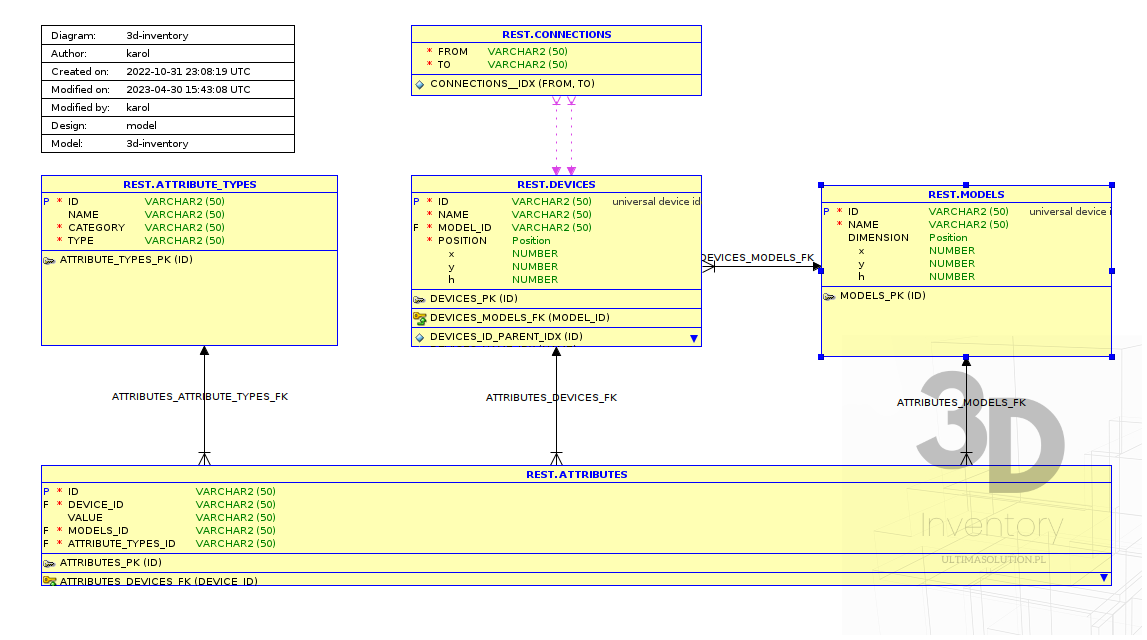 Diagram: 3d-inventory
Author: karol
Created on: 2022-10-31 23:08:19 UTC
Modified on: 2023-04-30 15:43:08 UTC
Modified by: karol
Design: model
Model: 3d-inventory
REST.CONNECTIONS
* FROM VARCHAR2 (50)
* TO VARCHAR2 (50)
CONNECTIONS__IDX (FROM, TO)
REST.ATTRIBUTE_TYPES
P * ID VARCHAR2 (50)
NAME VARCHAR2 (50)
* CATEGORY VARCHAR2 (50)
* TYPE VARCHAR2 (50)
ATTRIBUTE_TYPES_PK (ID)
REST.DEVICES
P * ID VARCHAR2 (50) universal device id
* NAME VARCHAR2 (50)
F * MODEL_ID VARCHAR2 (50)
* POSITION Position
x NUMBER
y NUMBER
h NUMBER
DEVICES_PK (ID)
DEVICES_MODELS_FK (MODEL_ID)
DEVICES_ID_PARENT_IDX (ID)
DEVICES_MODELS_FK
REST.MODELS
P * ID VARCHAR2 (50) universal device i
* NAME VARCHAR2 (50)
DIMENSION Position
x NUMBER
y NUMBER
h NUMBER
MODELS_PK (ID)
ATTRIBUTES_ATTRIBUTE_TYPES_FK
ATTRIBUTES_DEVICES_FK
ATTRIBUTES_MODELS_FK
REST.ATTRIBUTES
P * ID VARCHAR2 (50)
F * DEVICE_ID VARCHAR2 (50)
VALUE VARCHAR2 (50)
F * MODELS_ID VARCHAR2 (50)
F * ATTRIBUTE_TYPES_ID VARCHAR2 (50)
ATTRIBUTES_PK (ID)
ATTRIBUTES_DEVICES_FK (DEVICE_ID)
3D
Inventory
ULTIMASOLUTION.PL